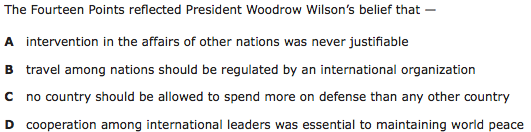 The Fourteen Points reflected President Woodrow Wilson’s belief that —
A intervention in the affairs of other nations was never justifiable
B travel among nations should be regulated by an international organization
C no country should be allowed to spend more on defense than any other country
D cooperation among international leaders was essential to maintaining world peace